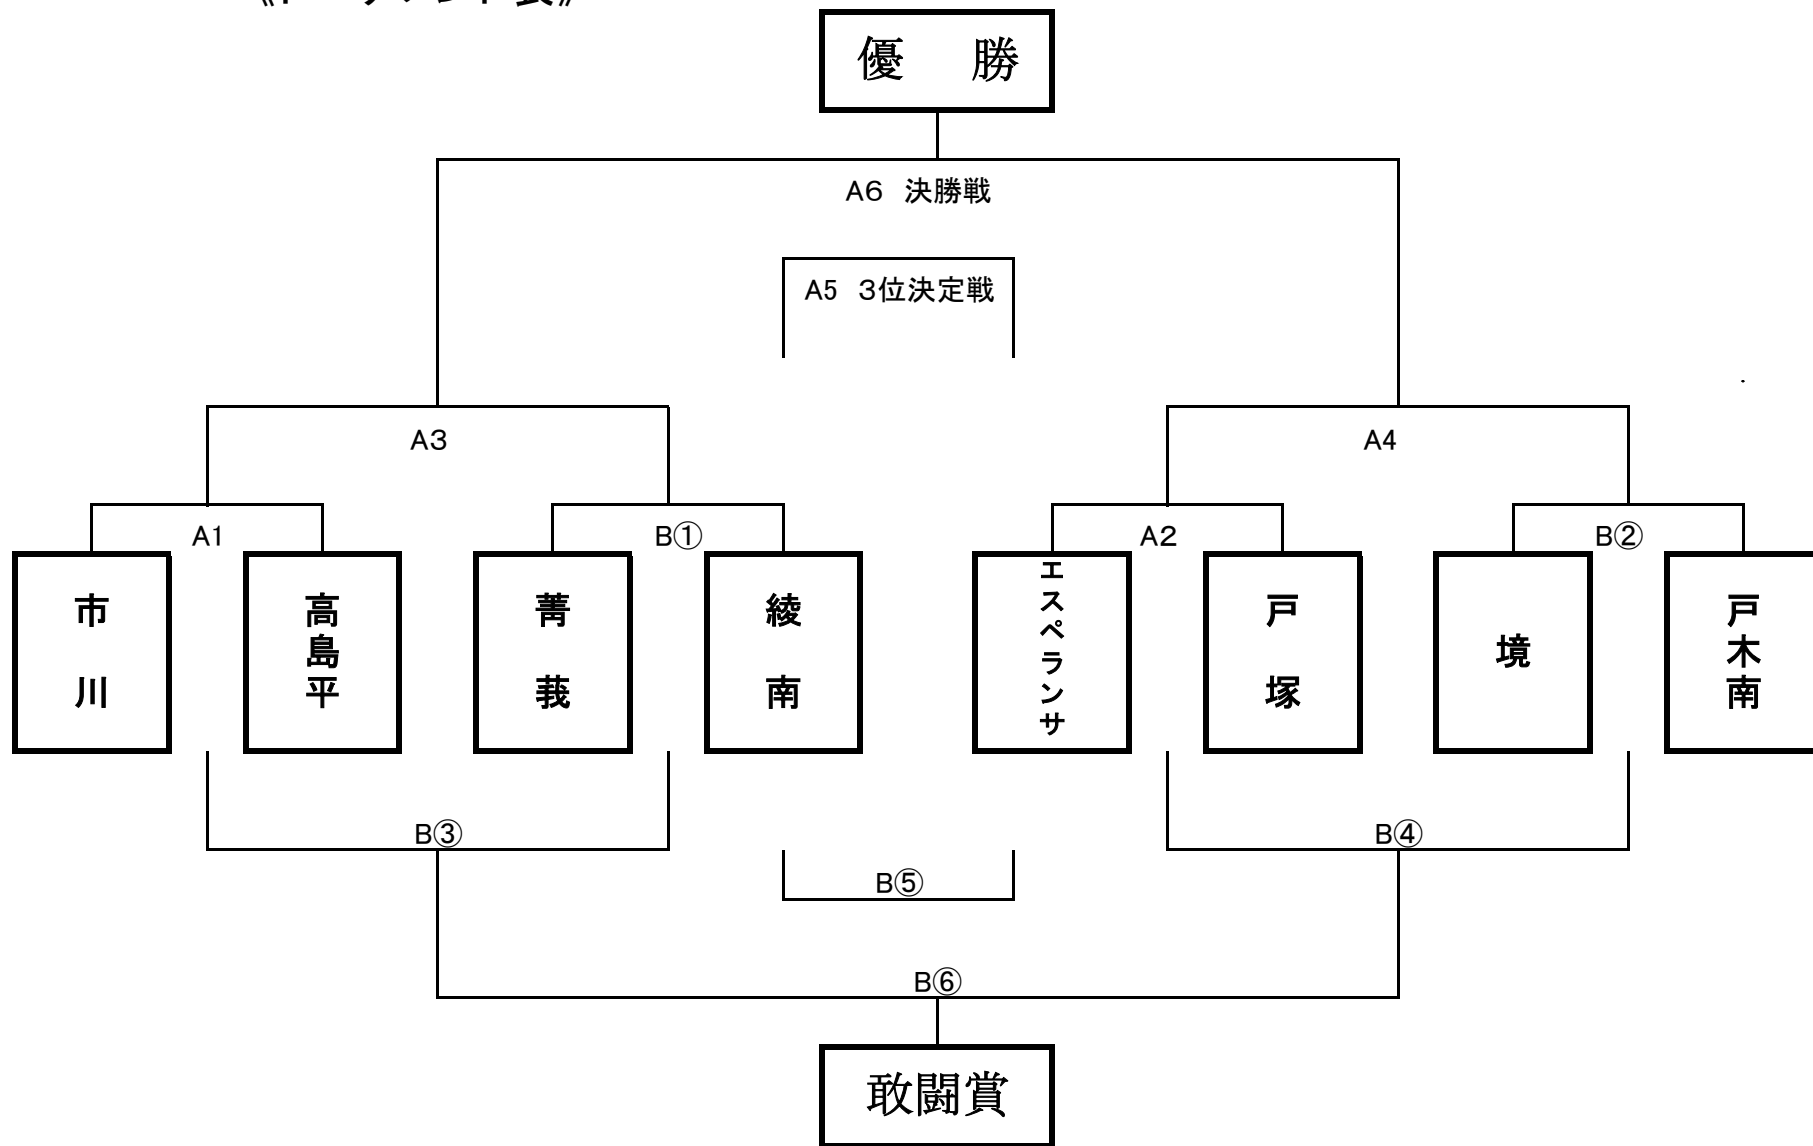 優　勝
A6　決勝戦
A5　3位決定戦
A3
A4
A1
B①
A2
B②
市川
高島平
菁莪
綾南
エスペランサ
戸塚
境
戸木南
B③
B④
B⑤
B⑥
敢闘賞